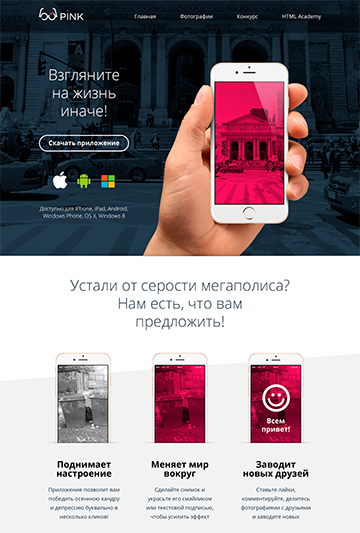 PINK
Главная Фотографии Конкурс HTML Academy
Взгляните
на жизнь
иначе!
Скачать приложение
Доступно для iPhone, iPad, Android,
Windows Phone, OS X, Windows 8
Устали от серости мегаполиса?
Нам есть, что вам
предложить!
Всем
привет!
Поднимает
настроение
Приложение позволит вам
победить осеннюю хандру
и депрессию буквально в
несколько кликов!
Меняет мир
вокруг
Сделайте снимок и
украсьте его смайликом
или текстовой подписью,
чтобы усилить эффект
Заводит
новых друзей
Ставьте лайки,
комментируйте, делитесь
фотографиями с друзьями
и заводите новых